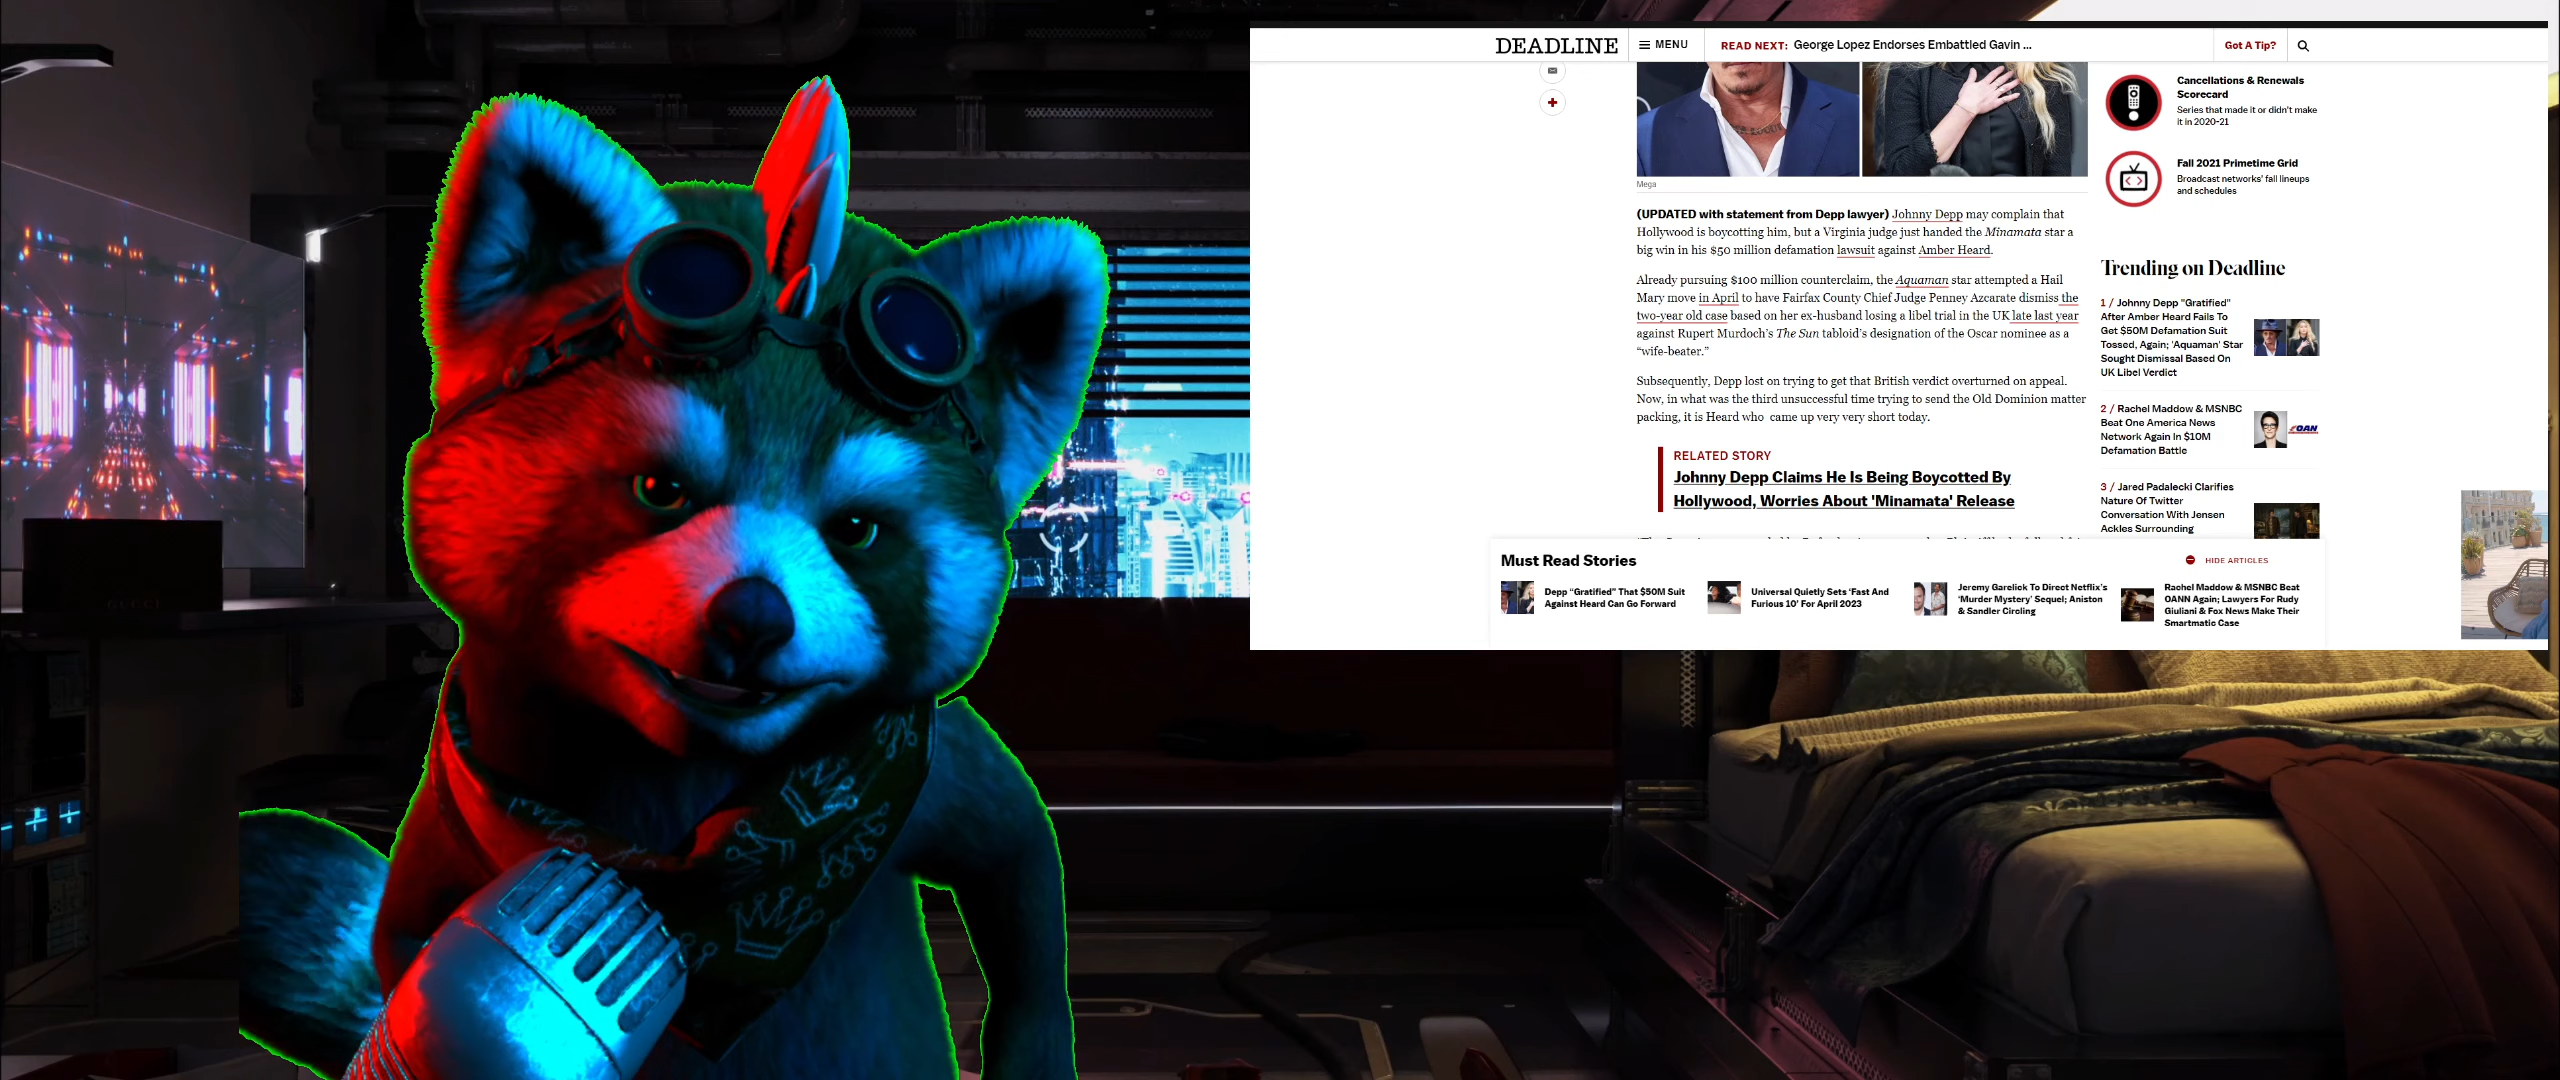 DEADLINE
MENU
READ NEXT: George Lopez Endorses Embattled Gavin ...
Got A Tip?
Mega
(UPDATED with statement from Depp lawyer) Johnny Depp may complain that
Hollywood is boycotting him, but a Virginia judge just handed the Minamata star a
big win in his $50 million defamation lawsuit against Amber Heard.
Already pursuing $100 million counterclaim, the Aquaman star attempted a Hail
Mary move in April to have Fairfax County Chief Judge Penney Azcarate dismiss the
two-year old case based on her ex-husband losing a libel trial in the UK late last year
against Rupert Murdoch's The Sun tabloid's designation of the Oscar nominee as a
“wife-beater.”
Subsequently, Depp lost on trying to get that British verdict overturned on appeal.
Now, in what was the third unsuccessful time trying to send the Old Dominion matter
packing, it is Heard who came up very very short today.
RELATED STORY
Johnny Depp Claims He Is Being Boycotted By
Hollywood, Worries About 'Minamata' Release
Cancellations & Renewals
Scorecard
Series that made it or didn't make
it in 2020-21
Fall 2021 Primetime Grid
Broadcast networks' fall lineups
and schedules
Trending on Deadline
1 / Johnny Depp "Gratified"
After Amber Heard Fails To
Get $50M Defamation Suit
Tossed, Again; 'Aquaman' Star
Sought Dismissal Based On
UK Libel Verdict
2 / Rachel Maddow & MSNBC
Beat One America News
Network Again In $10M
Defamation Battle
OAN
3 / Jared Padalecki Clarifies
Nature Of Twitter
Conversation With Jensen
Ackles Surrounding
Must Read Stories
HIDE ARTICLES
Depp “Gratified” That $50M Suit
Against Heard Can Go Forward
Universal Quietly Sets ‘Fast And
Furious 10’ For April 2023
Jeremy Garelick To Direct Netflix's
‘Murder Mystery’ Sequel; Aniston
& Sandler Circling
Rachel Maddow & MSNBC Beat
OANN Again; Lawyers For Rudy
Giuliani & Fox News Make Their
Smartmatic Case
GUCCI